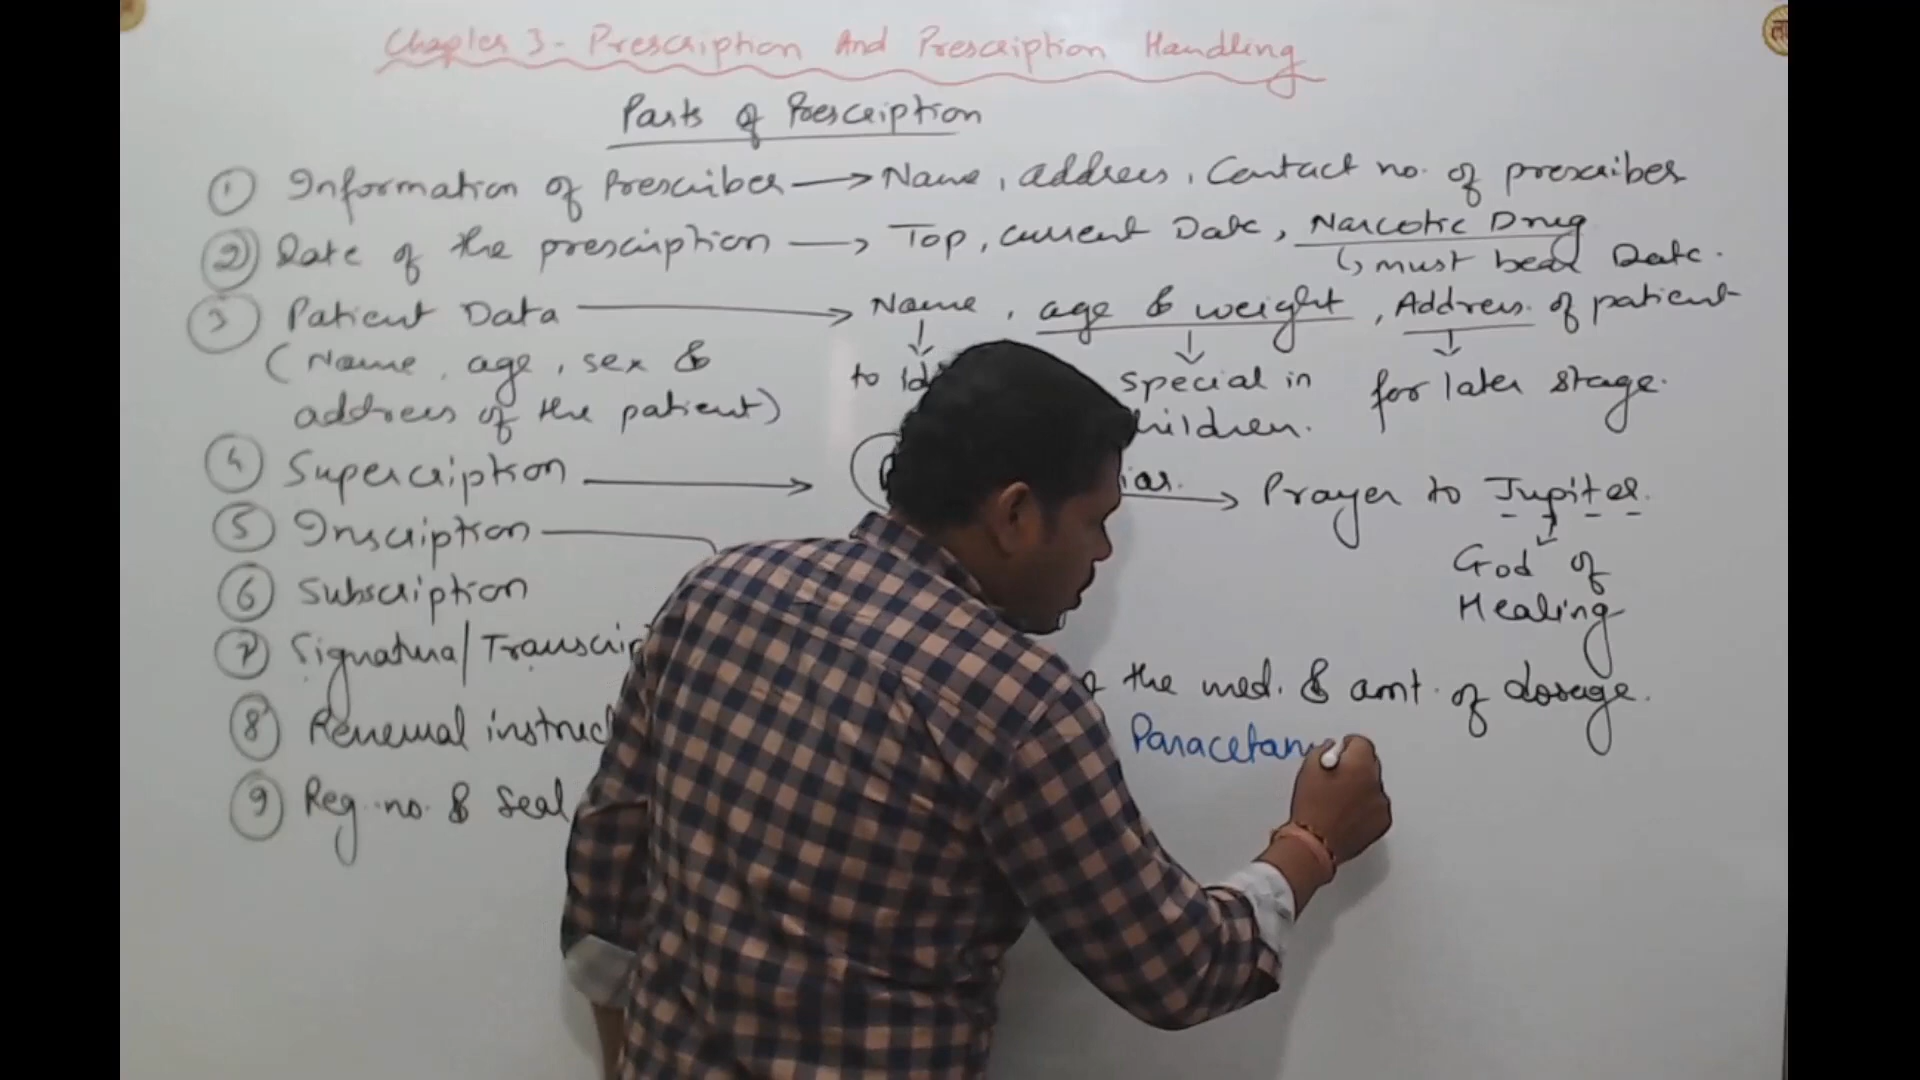 Chapter 3 - Prescription And Prescription Handling
Parts of Prescription
① Information of Prescriber → Name, address, Contact no. of prescriber
② Date of the prescription → Top, current Date, Narcotic Drug
↳ must bear Date.
③ Patient Data → Name, age & weight, Address of patient
(Name, age, sex &
address of the patient)
to
special in
children.
for later stage.
④ Superscription → Prayer to Jupiter.
God of
Healing
⑤ Inscription
⑥ Subscription
⑦ Signatura/
the med. & amt. of dosage.
⑧ Renewal
⑨ Reg. no. & Seal